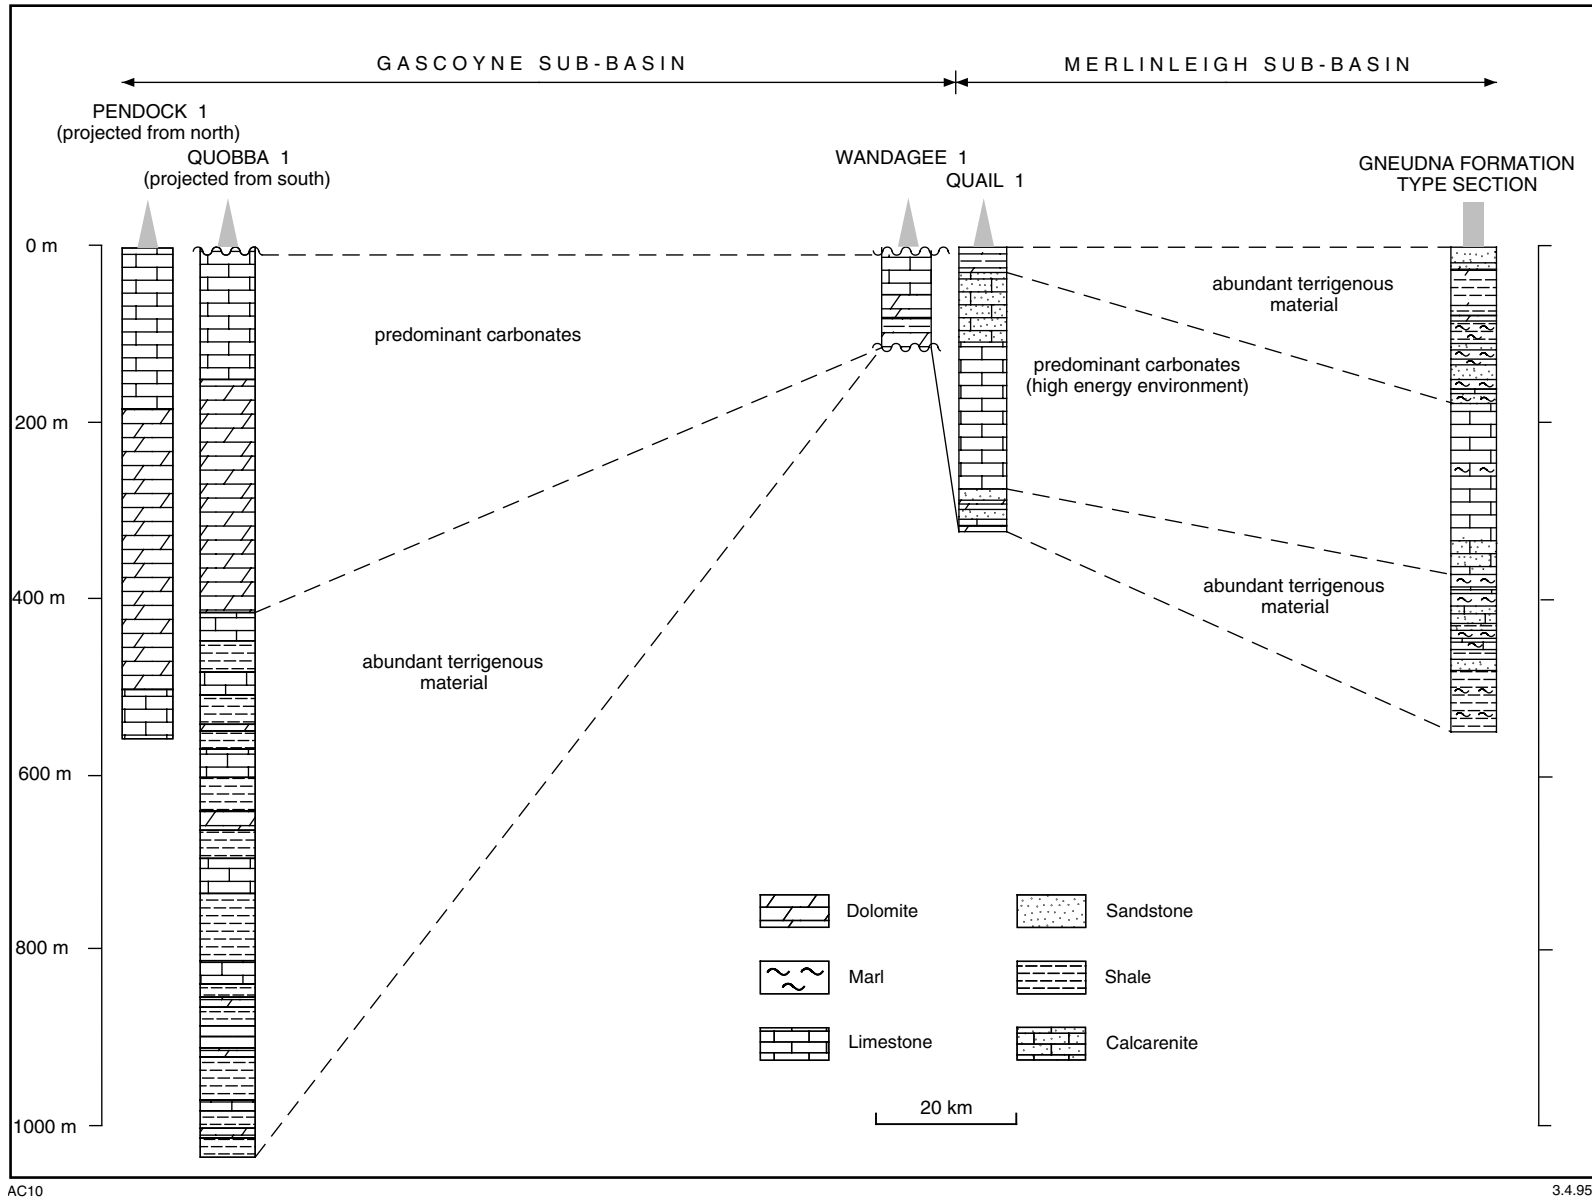 GASCOYNE SUB-BASIN
MERLINLEIGH SUB-BASIN
PENDOCK 1
(projected from north)
QUOBBA 1
(projected from south)
WANDAGEE 1
QUAIL 1
GNEUDNA FORMATION
TYPE SECTION
0 m
200 m
400 m
600 m
800 m
1000 m
predominant carbonates
abundant terrigenous
material
abundant terrigenous
material
predominant carbonates
(high energy environment)
abundant terrigenous
material
Dolomite
Marl
Limestone
Sandstone
Shale
Calcarenite
20 km
AC10
3.4.95